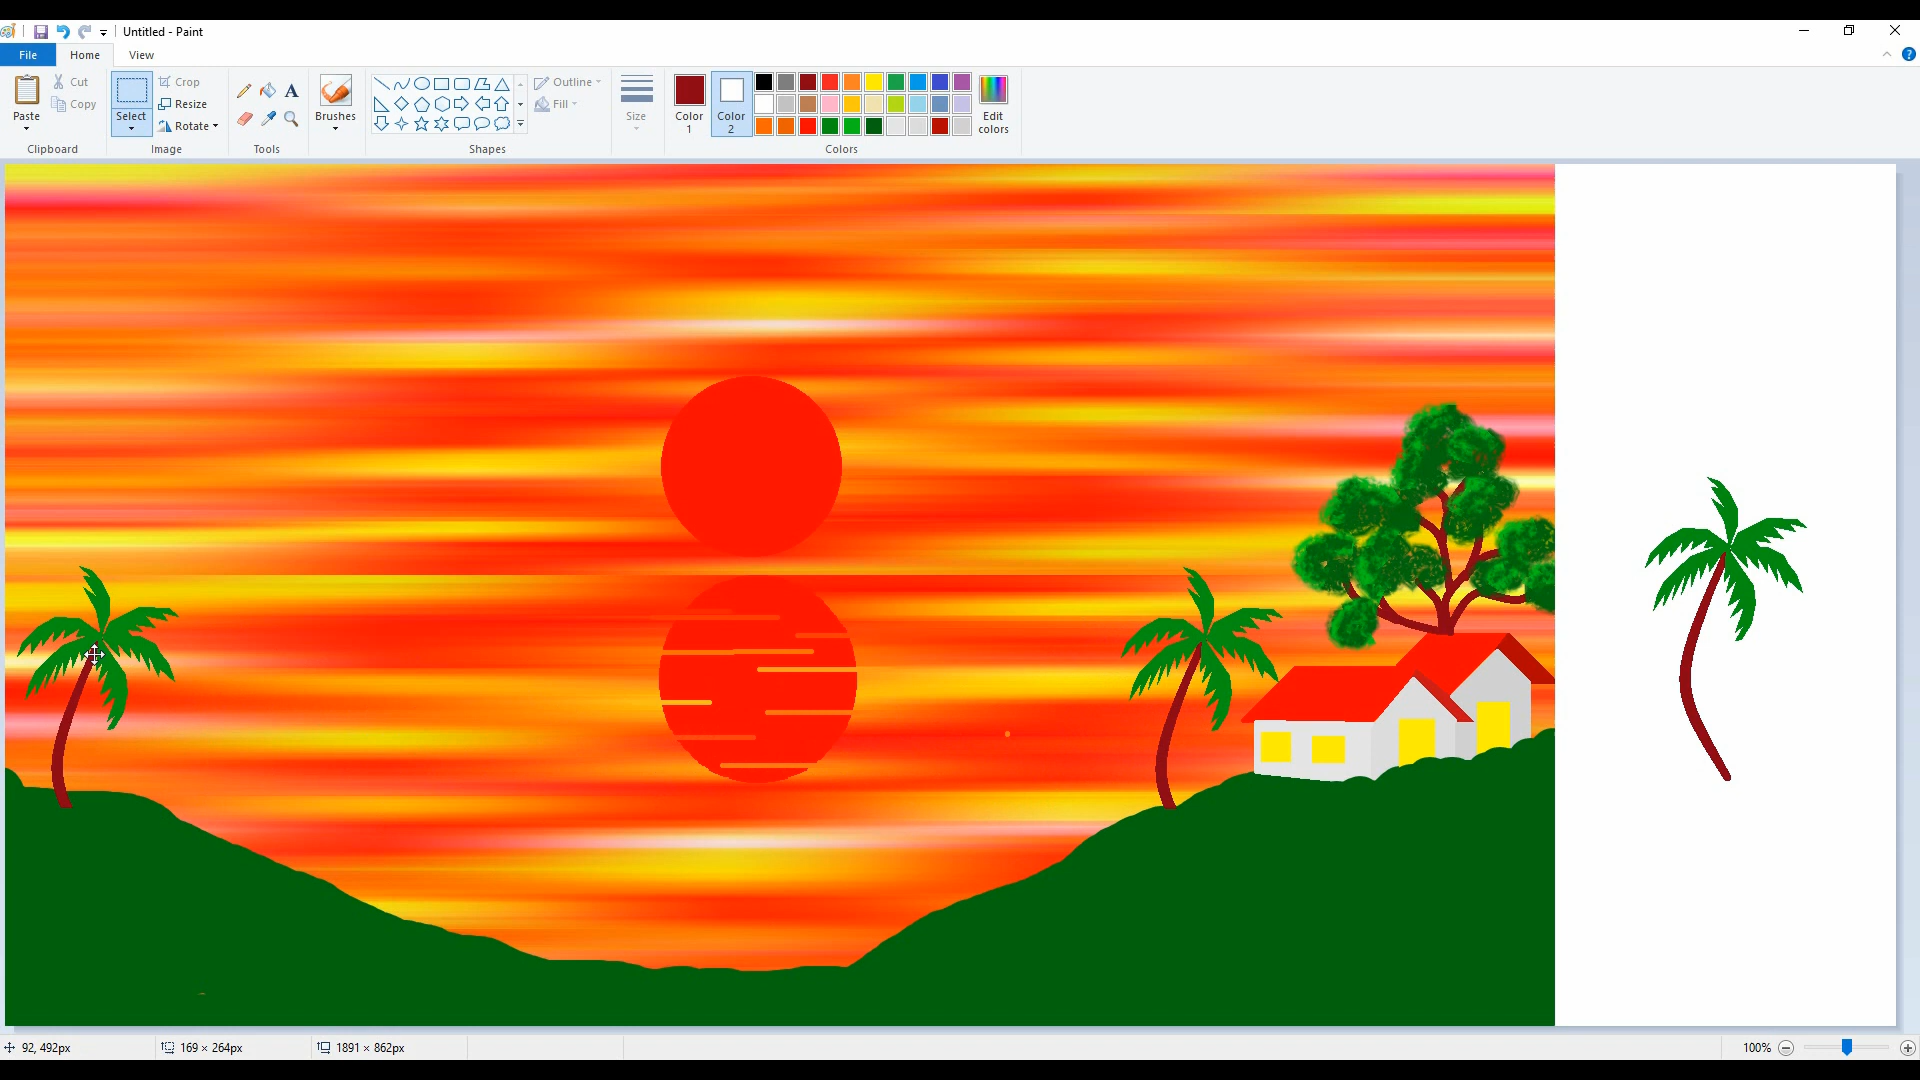 Untitled - Paint
File Home View
Paste
Cut
Copy
Clipboard
Select
Crop
Resize
Rotate
Image
A
Tools
Brushes
Shapes
Outline
Fill
Size
Color
1
Color
2
Edit
colors
Colors
92, 492px
169 × 264px
1891 × 862px
100%